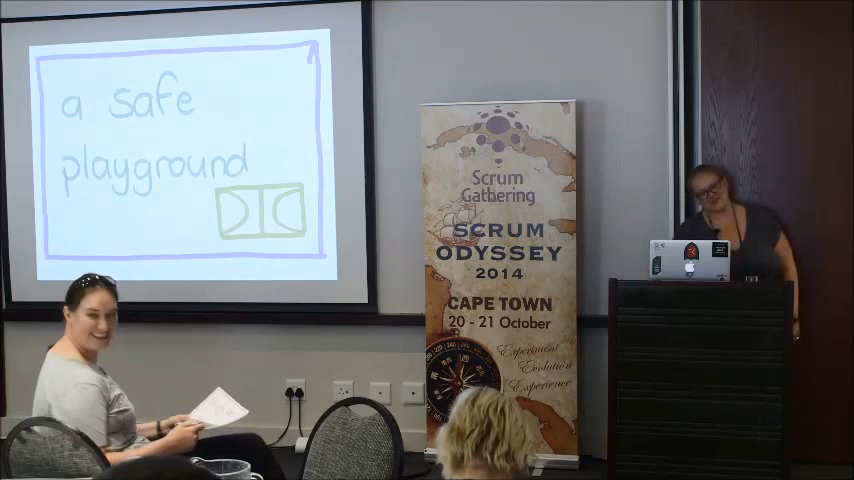 a safe
playground
Scrum
Gathering
SCRUM
ODYSSEY
2014
CAPE TOWN
20 - 21 October
Experiment
Evolution
Experience